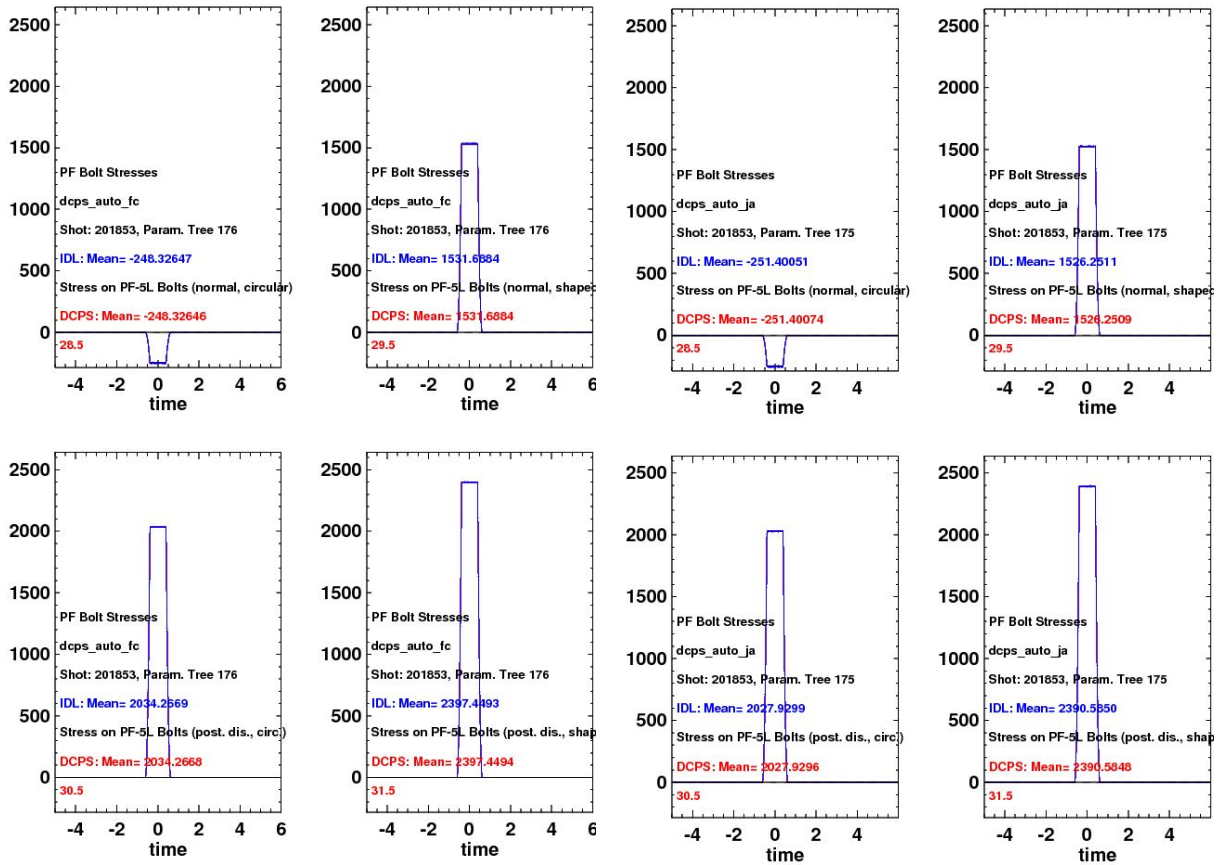 2500
2000
1500
1000
500
0
PF Bolt Stresses
dcps_auto_fc
Shot: 201853, Param. Tree 176
IDL: Mean= -248.32647
Stress on PF-5L Bolts (normal, circular)
DCPS: Mean= -248.32646
28.5
-4 -2 0 2 4 6
time
2500
2000
1500
1000
500
0
PF Bolt Stresses
dcps_auto_fc
Shot: 201853, Param. Tree 176
IDL: Mean= 1531.6884
Stress on PF-5L Bolts (normal, shaped
DCPS: Mean= 1531.6884
29.5
-4 -2 0 2 4 6
time
2500
2000
1500
1000
500
0
PF Bolt Stresses
dcps_auto_ja
Shot: 201853, Param. Tree 175
IDL: Mean= -251.40051
Stress on PF-5L Bolts (normal, circular)
DCPS: Mean= -251.40074
28.5
-4 -2 0 2 4
time
2500
2000
1500
1000
500
0
PF Bolt Stresses
dcps_auto_ja
Shot: 201853, Param. Tree 175
IDL: Mean= 1526.2511
Stress on PF-5L Bolts (normal, shaped
DCPS: Mean= 1526.2509
29.5
-4 -2 0 2 4
time
2500
2000
1500
1000
500
0
PF Bolt Stresses
dcps_auto_fc
Shot: 201853, Param. Tree 176
IDL: Mean= 2034.2669
Stress on PF-5L Bolts (post. dis., circ.)
DCPS: Mean= 2034.2668
30.5
-4 -2 0 2 4 6
time
2500
2000
1500
1000
500
0
PF Bolt Stresses
dcps_auto_fc
Shot: 201853, Param. Tree 176
IDL: Mean= 2397.4493
Stress on PF-5L Bolts (post. dis., shap
DCPS: Mean= 2397.4494
31.5
-4 -2 0 2 4 6
time
2500
2000
1500
1000
500
0
PF Bolt Stresses
dcps_auto_ja
Shot: 201853, Param. Tree 175
IDL: Mean= 2027.9299
Stress on PF-5L Bolts (post. dis., circ.)
DCPS: Mean= 2027.9296
30.5
-4 -2 0 2 4
time
2500
2000
1500
1000
500
0
PF Bolt Stresses
dcps_auto_ja
Shot: 201853, Param. Tree 175
IDL: Mean= 2390.5850
Stress on PF-5L Bolts (post. dis., shap
DCPS: Mean= 2390.5848
31.5
-4 -2 0 2 4
time